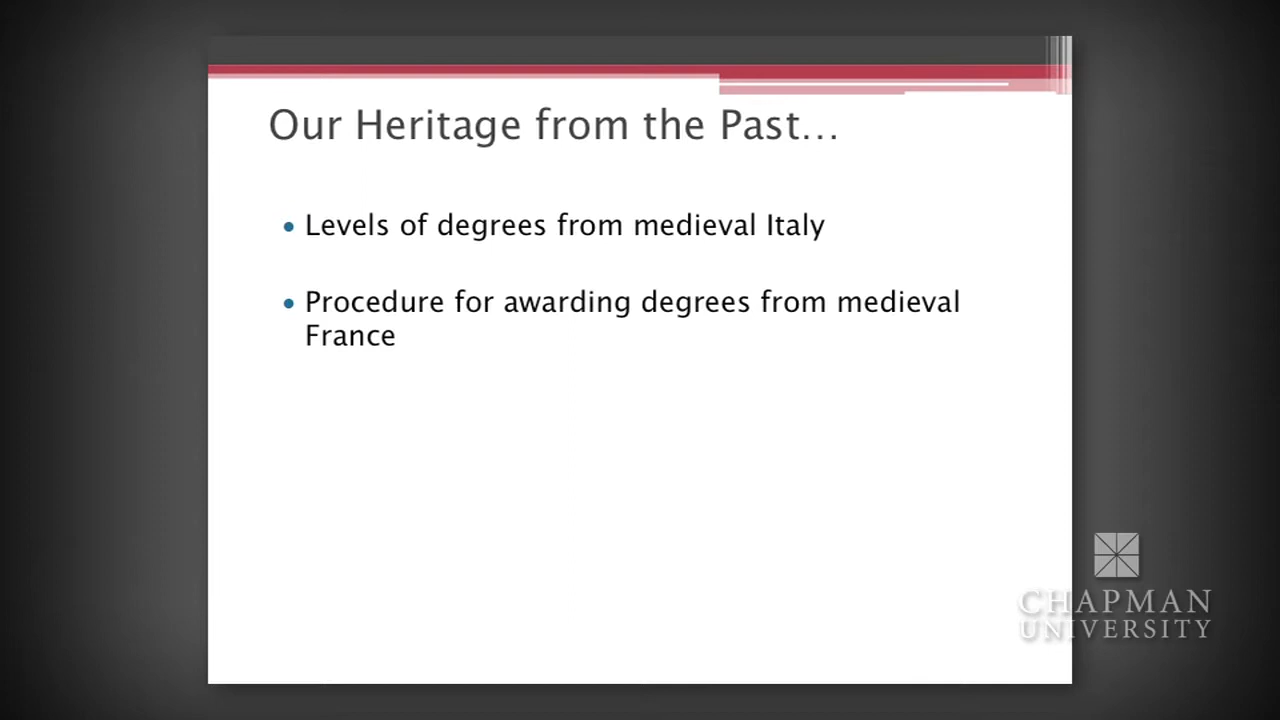 Our Heritage from the Past…
• Levels of degrees from medieval Italy
• Procedure for awarding degrees from medieval
France
CHAPMAN
UNIVERSITY